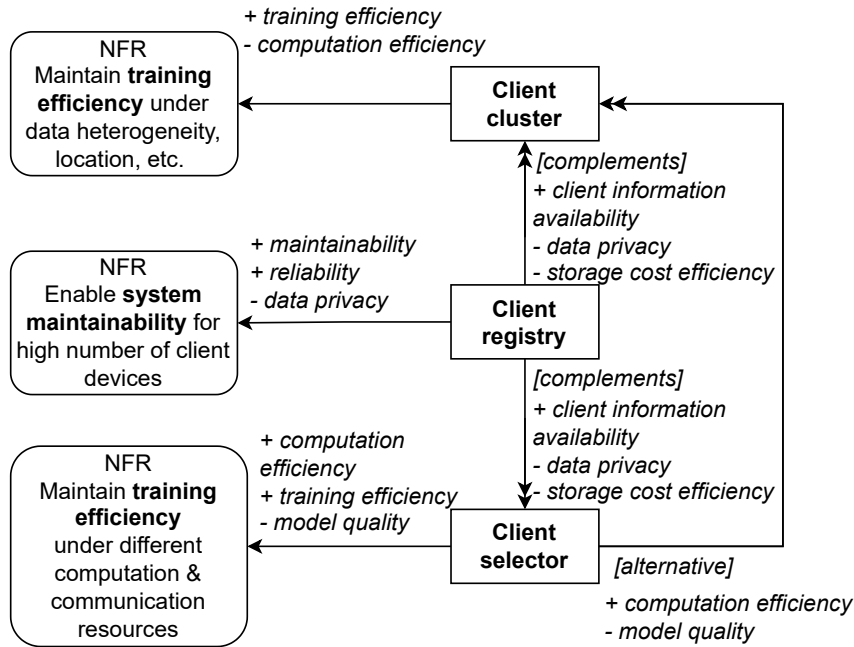 + training efficiency
- computation efficiency
NFR
Maintain training
efficiency under
data heterogeneity,
location, etc.
Client
cluster
[complements]
+ client information
availability
- data privacy
- storage cost efficiency
+ maintainability
+ reliability
- data privacy
NFR
Enable system
maintainability for
high number of client
devices
Client
registry
[complements]
+ client information
availability
- data privacy
- storage cost efficiency
+ computation
efficiency
+ training efficiency
- model quality
NFR
Maintain training
efficiency
under different
computation &
communication
resources
Client
selector
[alternative]
+ computation efficiency
- model quality